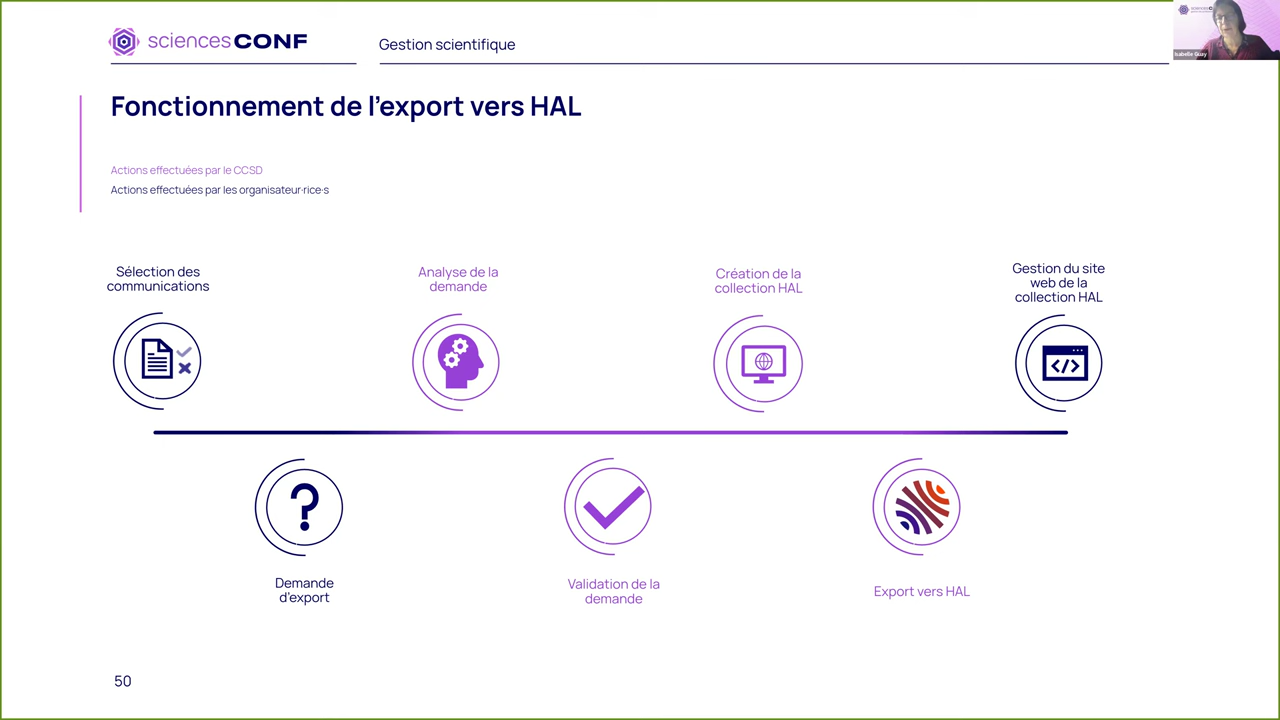 sciencesCONF
Gestion scientifique
Isabelle Guay
Fonctionnement de l'export vers HAL
Actions effectuées par le CCSD
Actions effectuées par les organisateur·rice·s
Sélection des
communications
Analyse de la
demande
Création de la
collection HAL
Gestion du site
web de la
collection HAL
Demande
d'export
Validation de la
demande
Export vers HAL
50